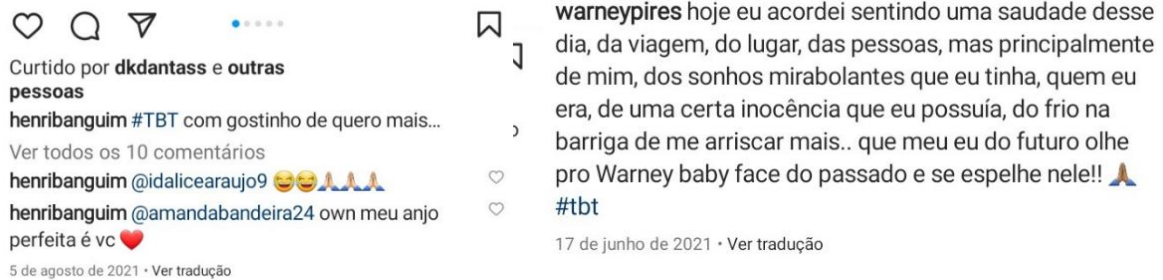 Curtido por dkdantass e outras
pessoas
henribanguim #TBT com gostinho de quero mais...
Ver todos os 10 comentários
henribanguim @idalicearaujo9 😆😆🙏🏽🙏🏽🙏🏽
henribanguim @amandabandeira24 own meu anjo
perfeita é vc ❤️
5 de agosto de 2021 • Ver tradução
warneypires hoje eu acordei sentindo uma saudade desse
dia, da viagem, do lugar, das pessoas, mas principalmente
de mim, dos sonhos mirabolantes que eu tinha, quem eu
era, de uma certa inocência que eu possuía, do frio na
barriga de me arriscar mais.. que meu eu do futuro olhe
pro Warney baby face do passado e se espelhe nele!! 🙏🏽
#tbt
17 de junho de 2021 • Ver tradução